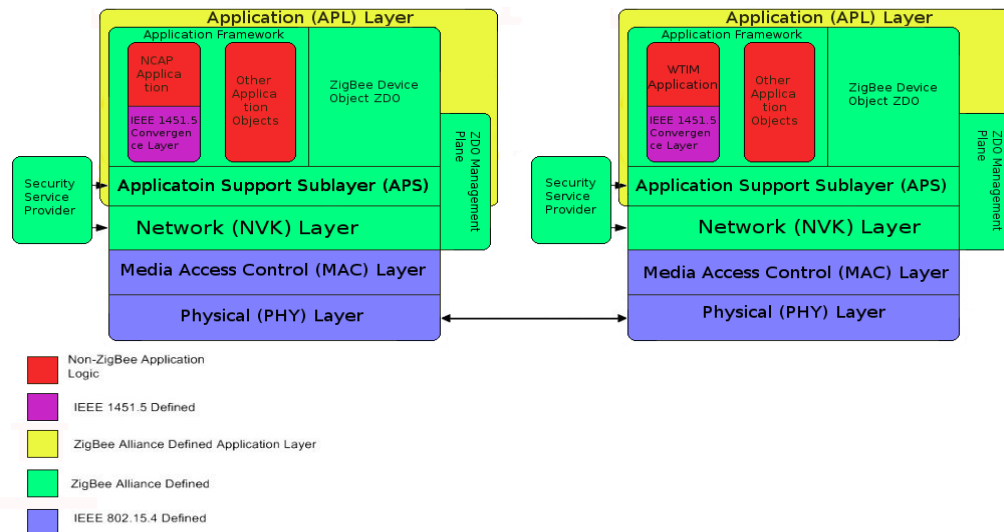 Application (APL) Layer
Application Framework
NCAP
Applica
tion
IEEE 1451.5
Convergen
ce Layer
Other
Applica
tion
Objects
ZigBee Device
Object ZDO
ZDO Management
Plane
Security
Service
Provider
Applicatoin Support Sublayer (APS)
Network (NVK) Layer
Media Access Control (MAC) Layer
Physical (PHY) Layer
Application (APL) Layer
Application Framework
WTIM
Application
IEEE 1451.5
Convergen
ce Layer
Other
Applica
tion
Objects
ZigBee Device
Object ZDO
ZDO Management
Plane
Security
Service
Provider
Application Support Sublayer (APS)
Network (NVK) Layer
Media Access Control (MAC) Layer
Physical (PHY) Layer
Non-ZigBee Application
Logic
IEEE 1451.5 Defined
ZigBee Alliance Defined Application Layer
ZigBee Alliance Defined
IEEE 802.15.4 Defined